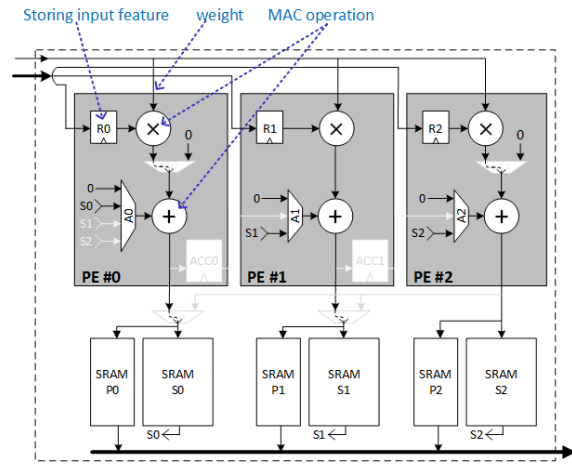 Storing input feature weight MAC operation
R0 R1 R2
0 0
0 0 0
S0 A0 A1 A2
S1 S1 S2
S2
ACC0 ACC1
PE #0 PE #1 PE #2
SRAM P0 SRAM S0 SRAM P1 SRAM S1 SRAM P2 SRAM S2
S0 S1 S2